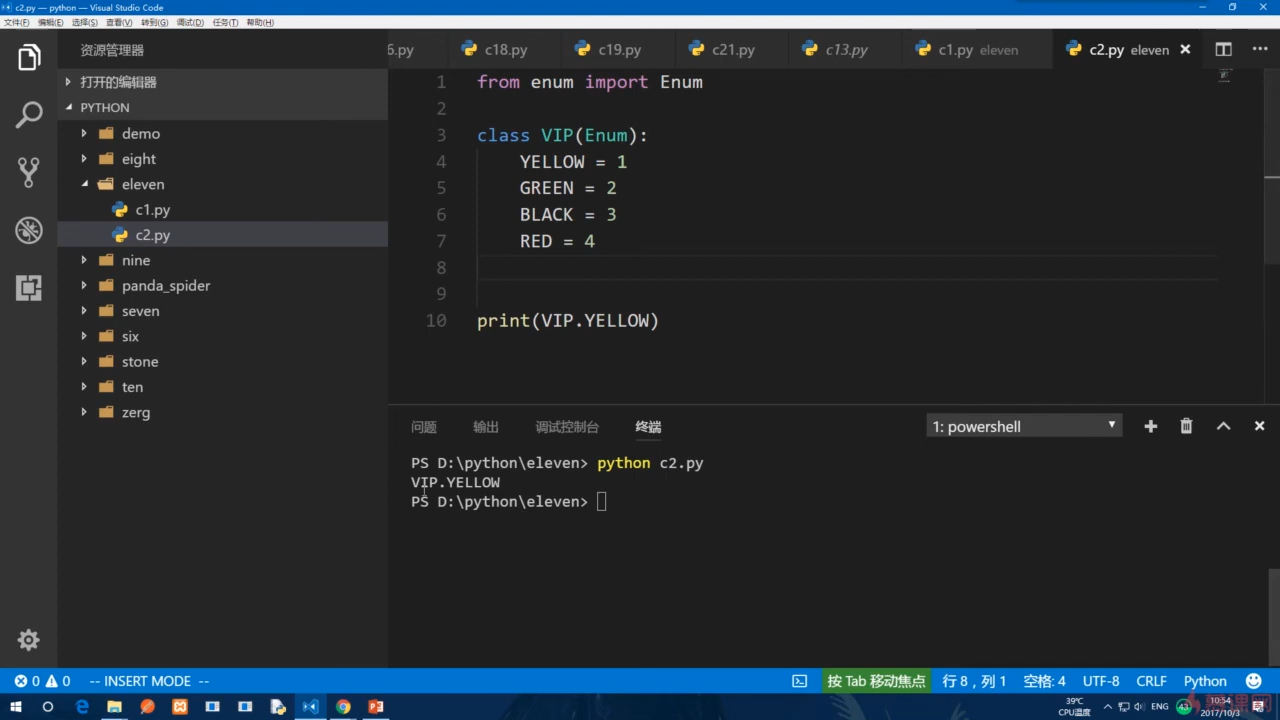 c2.py — python — Visual Studio Code
文件(F) 编辑(E) 选择(S) 查看(V) 转到(G) 调试(D) 任务(T) 帮助(H)
资源管理器
6.py c18.py c19.py c21.py c13.py c1.py eleven c2.py eleven
打开的编辑器
PYTHON
demo
eight
eleven
c1.py
c2.py
nine
panda_spider
seven
six
stone
ten
zerg
1 from enum import Enum
2
3 class VIP(Enum):
4 YELLOW = 1
5 GREEN = 2
6 BLACK = 3
7 RED = 4
8
9
10 print(VIP.YELLOW)
问题 输出 调试控制台 终端 1: powershell
PS D:\python\eleven> python c2.py
VIP.YELLOW
PS D:\python\eleven>
0 0 -- INSERT MODE -- 按 Tab 移动焦点 行 8，列 1 空格: 4 UTF-8 CRLF Python
39℃
CPU温度
ENG
43
10:54
2017/10/3